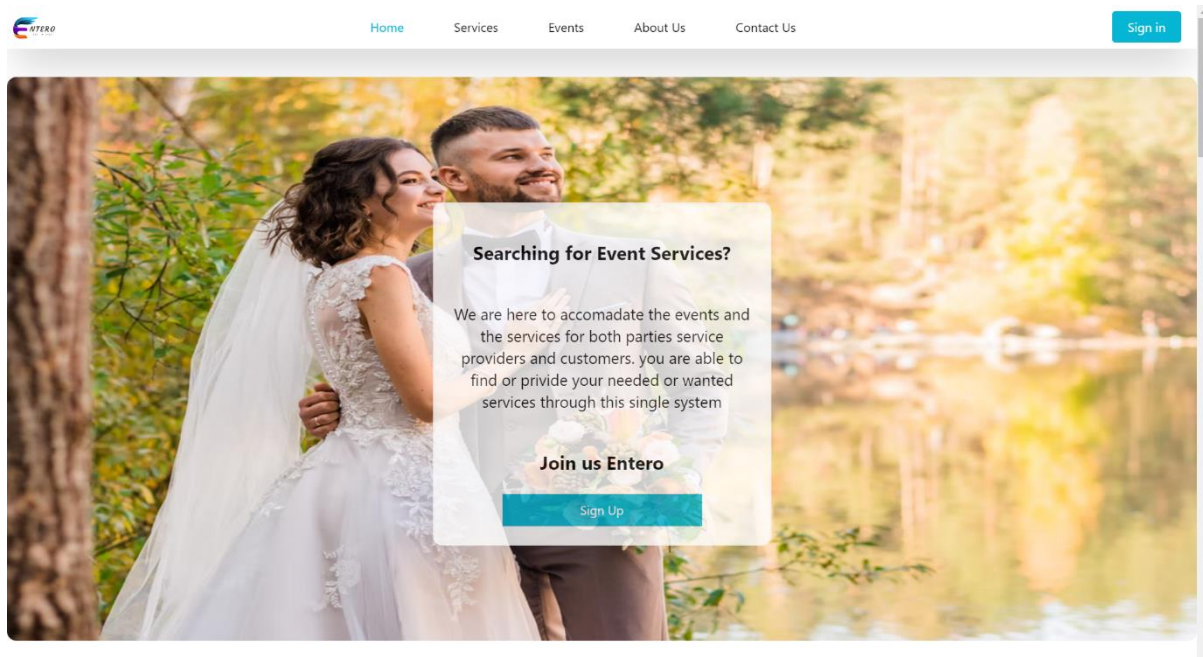 ENTERO
Home
Services
Events
About Us
Contact Us
Sign in
Searching for Event Services?
We are here to accomadate the events and
the services for both parties service
providers and customers. you are able to
find or privide your needed or wanted
services through this single system
Join us Entero
Sign Up